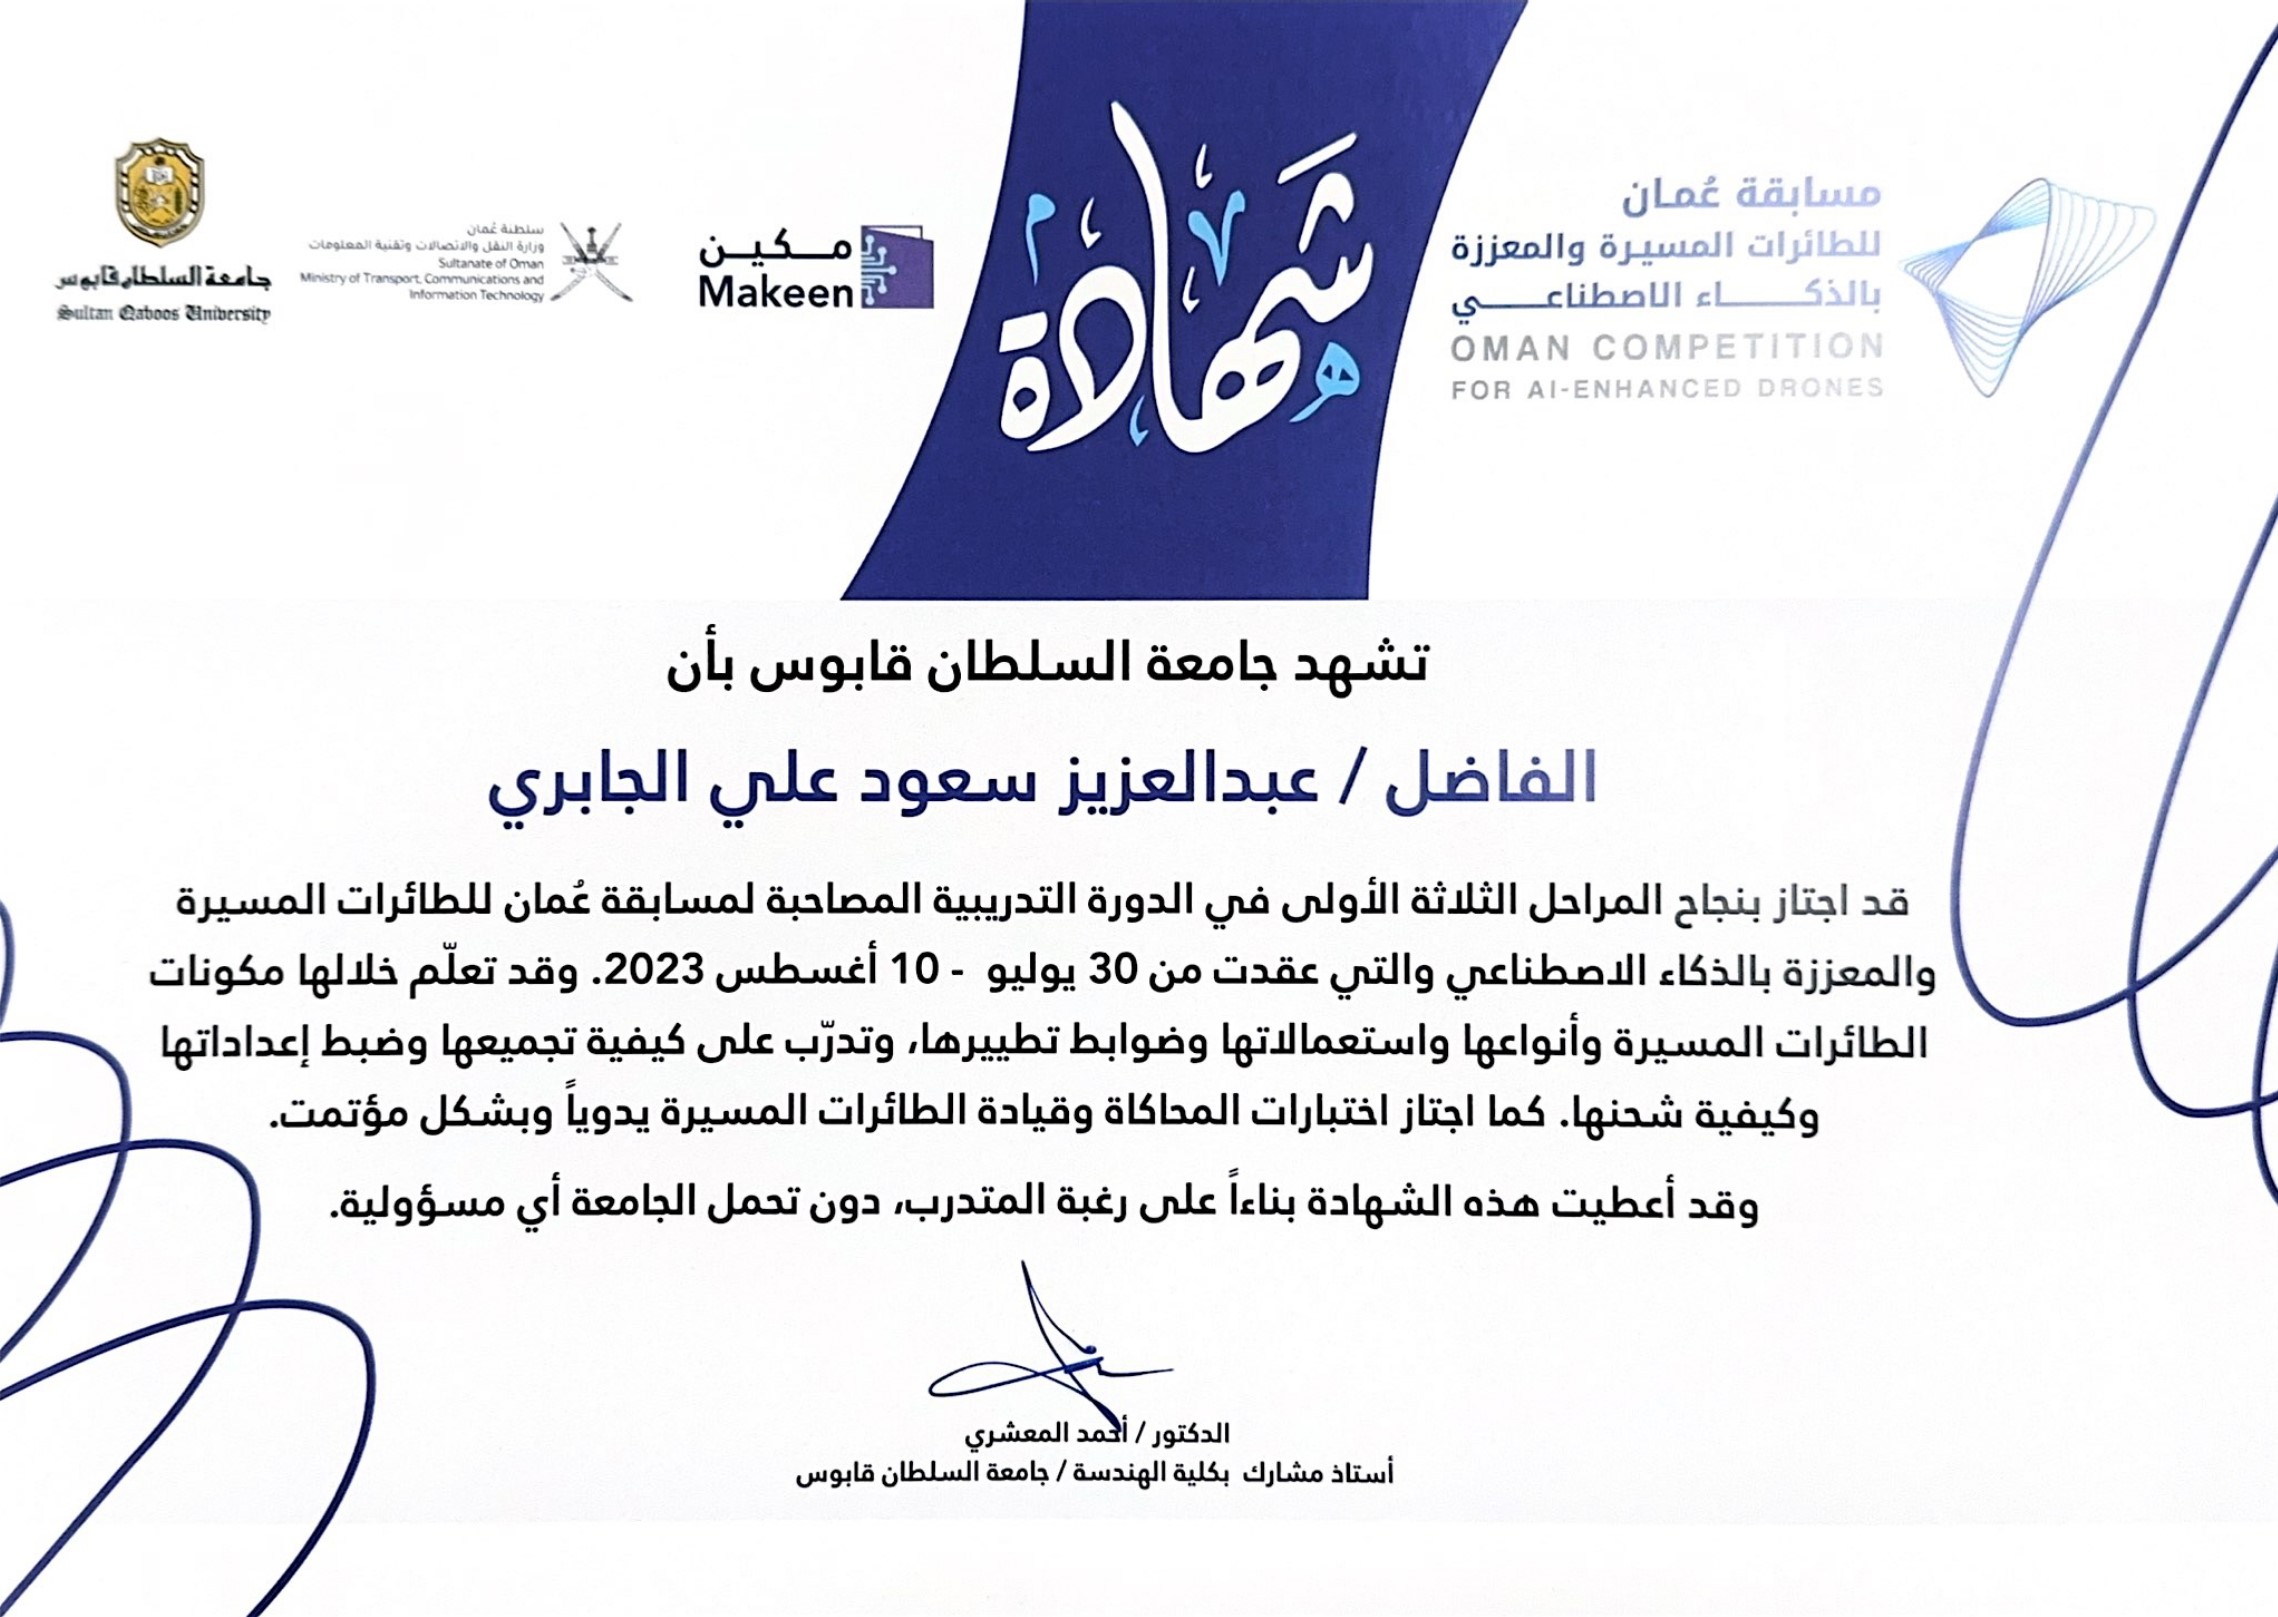 مسابقة عُمان
للطائرات المسيرة والمعززة
بالذكاء الاصطناعي
OMAN COMPETITION
FOR AI-ENHANCED DRONES
شهادة
مكين
Makeen
سلطنة عُمان
وزارة النقل والاتصالات وتقنية المعلومات
Sultanate of Oman
Ministry of Transport, Communications and
Information Technology
جامعة السلطان قابوس
Sultan Qaboos University
تشهد جامعة السلطان قابوس بأن
الفاضل / عبدالعزيز سعود علي الجابري
قد اجتاز بنجاح المراحل الثلاثة الأولى في الدورة التدريبية المصاحبة لمسابقة عُمان للطائرات المسيرة
والمعززة بالذكاء الاصطناعي والتي عقدت من 30 يوليو - 10 أغسطس 2023. وقد تعلّم خلالها مكونات
الطائرات المسيرة وأنواعها واستعمالاتها وضوابط تطييرها، وتدرّب على كيفية تجميعها وضبط إعداداتها
وكيفية شحنها. كما اجتاز اختبارات المحاكاة وقيادة الطائرات المسيرة يدوياً وبشكل مؤتمت.
وقد أعطيت هذه الشهادة بناءاً على رغبة المتدرب، دون تحمل الجامعة أي مسؤولية.
الدكتور / أحمد المعشري
أستاذ مشارك بكلية الهندسة / جامعة السلطان قابوس